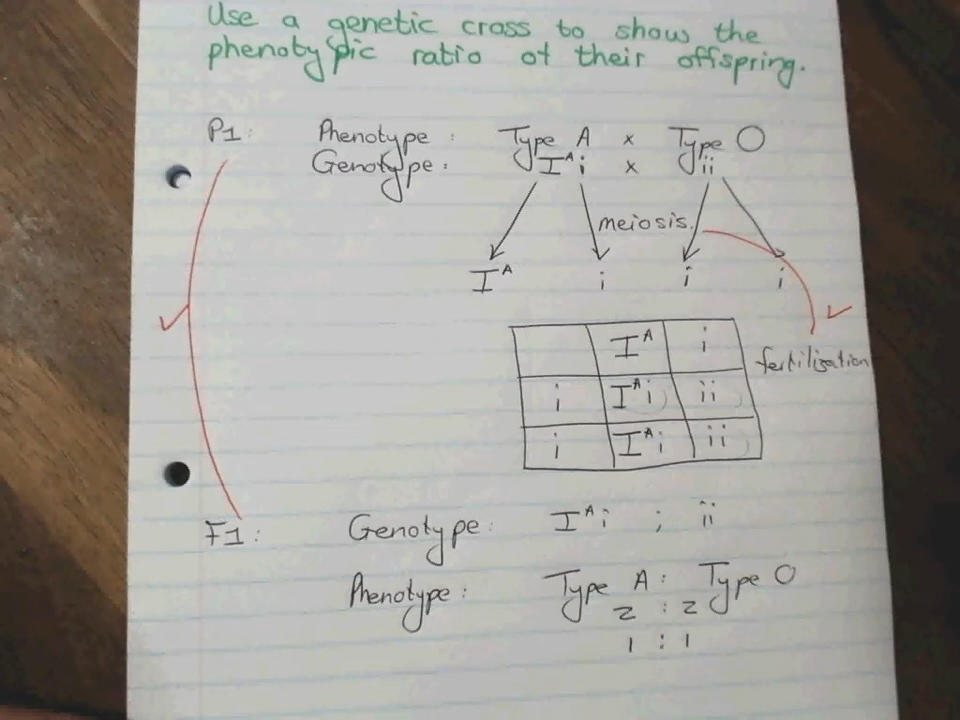 Use a genetic cross to show the
phenotypic ratio of their offspring.
P1: Phenotype: Type A x Type O
Genotype: Iᴬi x ii
meiosis.
Iᴬ i i i
Iᴬ i
fertilisation
i Iᴬi ii
i Iᴬi ii
F1: Genotype: Iᴬi ; ii
Phenotype: Type A: Type O
2 : 2
1 : 1